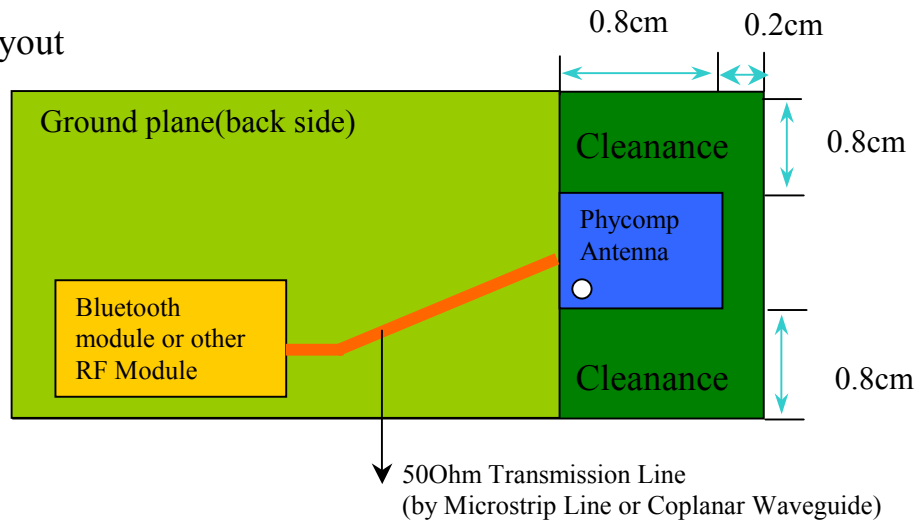 yout
0.8cm
0.2cm
Ground plane(back side)
Cleanance
0.8cm
Phycomp
Antenna
Bluetooth
module or other
RF Module
Cleanance
0.8cm
50Ohm Transmission Line
(by Microstrip Line or Coplanar Waveguide)